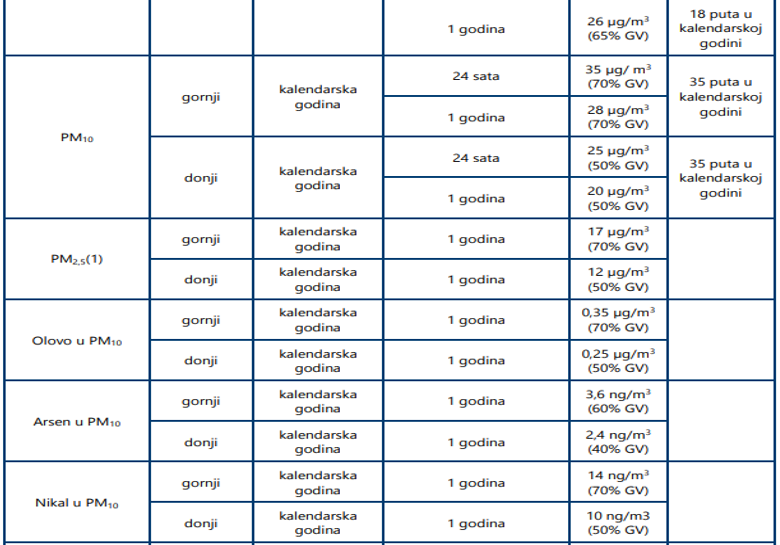 1 godina
26 µg/m³
(65% GV)
18 puta u
kalendarskoj
godini
PM₁₀
gornji
kalendarska
godina
24 sata
35 µg/ m³
(70% GV)
35 puta u
kalendarskoj
godini
1 godina
28 µg/m³
(70% GV)
donji
kalendarska
godina
24 sata
25 µg/m³
(50% GV)
35 puta u
kalendarskoj
godini
1 godina
20 µg/m³
(50% GV)
PM₂,₅(1)
gornji
kalendarska
godina
1 godina
17 µg/m³
(70% GV)
donji
kalendarska
godina
1 godina
12 µg/m³
(50% GV)
Olovo u PM₁₀
gornji
kalendarska
godina
1 godina
0,35 µg/m³
(70% GV)
donji
kalendarska
godina
1 godina
0,25 µg/m³
(50% GV)
Arsen u PM₁₀
gornji
kalendarska
godina
1 godina
3,6 ng/m³
(60% GV)
donji
kalendarska
godina
1 godina
2,4 ng/m³
(40% GV)
Nikal u PM₁₀
gornji
kalendarska
godina
1 godina
14 ng/m³
(70% GV)
donji
kalendarska
godina
1 godina
10 ng/m3
(50% GV)